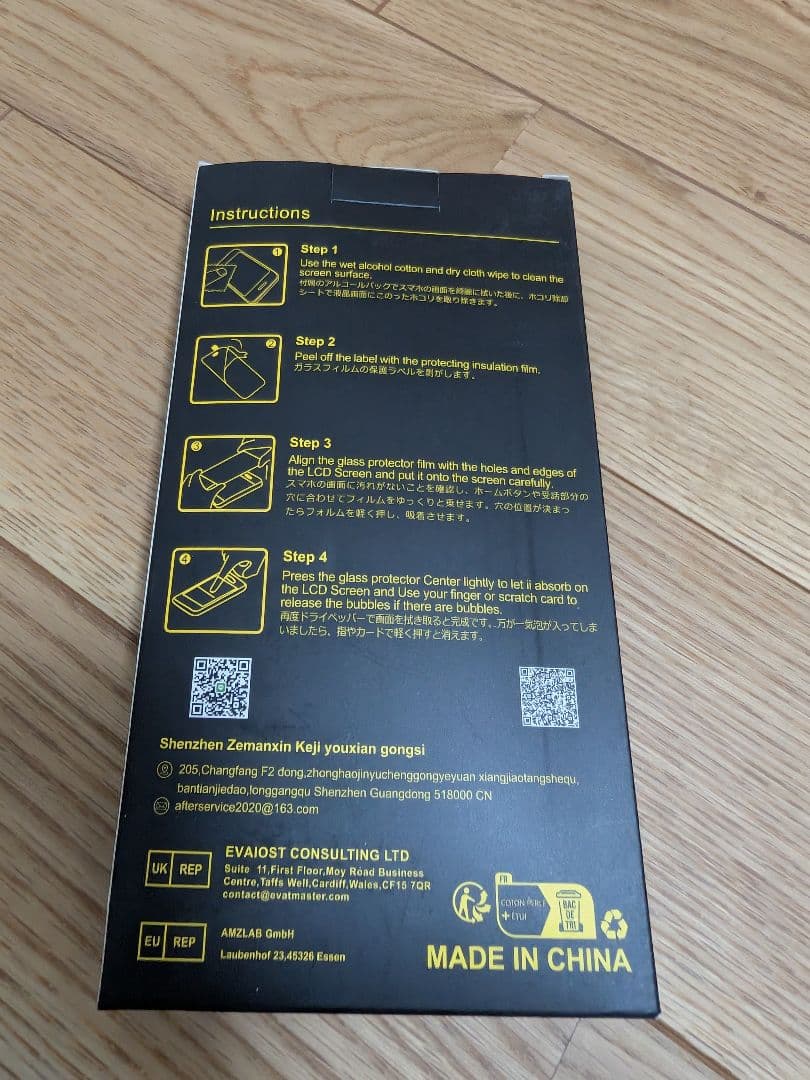 Instructions
1
Step 1
Use the wet alcohol cotton and dry cloth wipe to clean the
screen surface.
付属のアルコールパックでスマホの画面を綺麗に拭いた後に、ホコリ除却
シートで液晶画面にこのったホコリを取り除きます。
2
Step 2
Peel off the label with the protecting insulation film.
ガラスフィルムの保護ラベルを剥がします。
3
Step 3
Align the glass protector film with the holes and edges of
the LCD Screen and put it onto the screen carefully.
スマホの画面に汚れがないことを確認し、ホームボタンや受話部分の
穴に合わせてフィルムをゆっくりと乗せます。穴の位置が決まっ
たらフォルムを軽く押し、吸着させます。
4
Step 4
Prees the glass protector Center lightly to let ii absorb on
the LCD Screen and Use your finger or scratch card to
release the bubbles if there are bubbles.
再度ドライペッパーで画面を拭き取ると完成です。万が一気泡が入ってしま
いましたら、指やカードで軽く押すと消えます。
Shenzhen Zemanxin Keji youxian gongsi
205,Changfang F2 dong,zhonghaojinyuchenggongyeyuan xiangjiaotangshequ,
bantianjiedao,longgangqu Shenzhen Guangdong 518000 CN
afterservice2020@163.com
UK REP
EVAIOST CONSULTING LTD
Suite 11,First Floor,Moy Road Business
Centre,Taffs Well,Cardiff,Wales,CF15 7QR
contact@evatmaster.com
EU REP
AMZLAB GmbH
Laubenhof 23,45326 Essen
FR
COTON
+ ÉTUI
BAC
DE
TRI
MADE IN CHINA